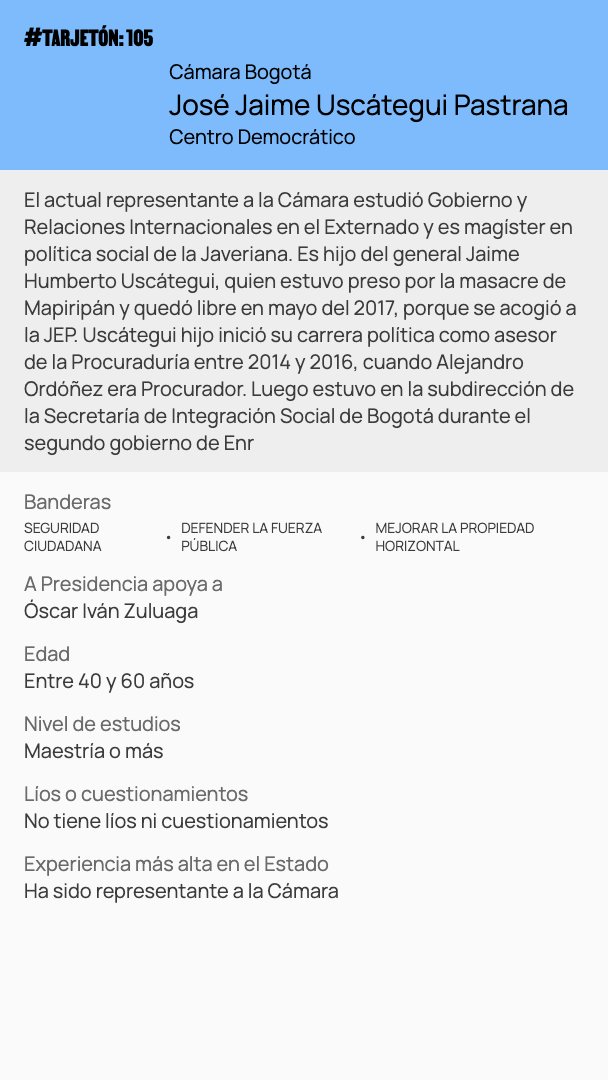 #TARJETÓN: 105
Cámara Bogotá
José Jaime Uscátegui Pastrana
Centro Democrático
El actual representante a la Cámara estudió Gobierno y
Relaciones Internacionales en el Externado y es magíster en
política social de la Javeriana. Es hijo del general Jaime
Humberto Uscátegui, quien estuvo preso por la masacre de
Mapiripán y quedó libre en mayo del 2017, porque se acogió a
la JEP. Uscátegui hijo inició su carrera política como asesor
de la Procuraduría entre 2014 y 2016, cuando Alejandro
Ordóñez era Procurador. Luego estuvo en la subdirección de
la Secretaría de Integración Social de Bogotá durante el
segundo gobierno de Enr
Banderas
SEGURIDAD CIUDADANA • DEFENDER LA FUERZA PÚBLICA • MEJORAR LA PROPIEDAD HORIZONTAL
A Presidencia apoya a
Óscar Iván Zuluaga
Edad
Entre 40 y 60 años
Nivel de estudios
Maestría o más
Líos o cuestionamientos
No tiene líos ni cuestionamientos
Experiencia más alta en el Estado
Ha sido representante a la Cámara